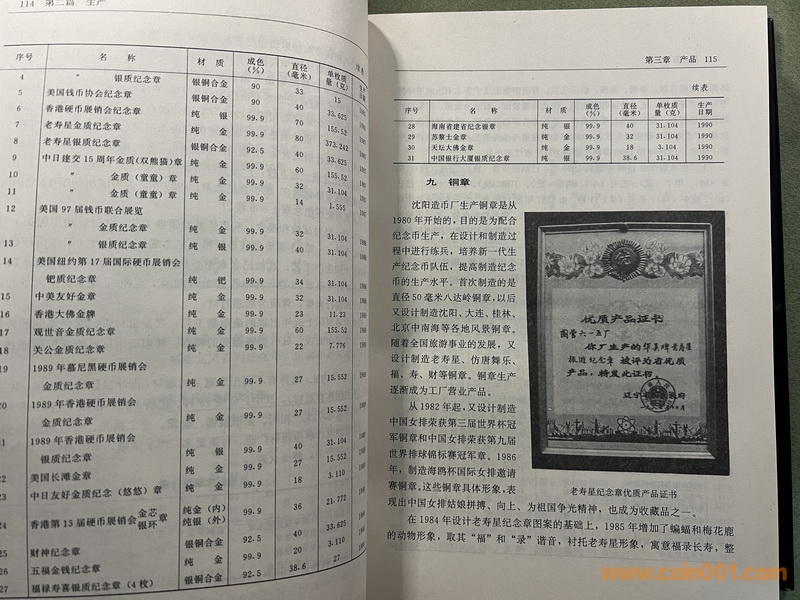 114 第二篇 生产
续表
序号 名称 材质 成色(%) 直径(毫米) 单枚质量(克) 生产日期
4 〃 银质纪念章 银铜合金 90 33 15
5 美国钱币协会纪念章 银铜合金 90 40 33.625
6 香港硬币展销会纪念章 纯银 99.9 70 155.52
7 老寿星金质纪念章 纯金 99.9 80 373.242
8 老寿星银质纪念章 银铜合金 92.5 40 33.625
9 中日建交15周年金质(双熊猫)章 纯金 99.9 60 155.52
10 〃 金质(童童)章 纯金 99.9 32 31.104
11 〃 金质(童童)章 纯金 99.9 14 1.555
12 美国97届钱币联合展览
〃 金质纪念章 纯金 99.9 32 31.104
13 〃 银质纪念章 纯银 99.9 40 31.104
14 美国纽约第17届国际硬币展销会
钯质纪念章 纯钯 99.9 34 31.104
15 中美友好金章 纯金 99.9 32 31.104
16 香港大佛金牌 纯金 99.9 23 11.23
17 观世音金质纪念章 纯金 99.9 60 155.52
18 关公金质纪念章 纯金 99.9 22 7.776
19 1989年慕尼黑硬币展销会
金质纪念章 纯金 99.9 27 15.552
20 1989年香港硬币展销会
金质纪念章 纯金 99.9 27 15.552
21 1989年香港硬币展销会
银质纪念章 纯银 99.9 40 31.104
22 美国长滩金章 纯金 99.9 27 15.552
23 中日友好金质纪念(悠悠)章 纯金 99.9 18 3.110
24 香港第13届硬币展销会金芯银环章 纯金(内)纯银(外) 99.9 36 21.772
25 财神纪念章 银铜合金 92.5 40 33.625
26 五福金钱纪念章 纯金 99.9 20 3.110
27 福禄寿喜银质纪念章(4枚) 银铜合金 92.5 38.6 27
第三章 产品 115
续表
序号 名称 材质 成色(%) 直径(毫米) 单枚质量(克) 生产日期
28 海南省建省纪念银章 纯银 99.9 40 31.104 1990
29 苏黎士金章 纯金 99.9 32 31.104 1990
30 天坛大佛金章 纯金 99.9 18 3.104 1990
31 中国银行大厦银质纪念章 纯银 99.9 38.6 31.104 1990
九 铜章
沈阳造币厂生产铜章是从
1980年开始的,目的是为配合
纪念币生产,在设计和制造过
程中进行练兵,培养新一代生
产纪念币队伍,提高制造纪念
币的生产水平。首次制造的是
直径50毫米八达岭铜章,以后
又设计制造沈阳、大连、桂林、
北京中南海等各地风景铜章。
随着全国旅游事业的发展,又
设计制造老寿星、仿唐舞乐、
福、寿、财等铜章。铜章生产
逐渐成为工厂营业产品。
从1982年起,又设计制造
中国女排荣获第三届世界杯冠
军铜章和中国女排荣获第九届
世界排球锦标赛冠军章。1986
年,制造海鸥杯国际女排邀请
赛铜章。这些铜章具体形象,表
现出中国女排姑娘拼搏、向上、为祖国争光精神,也成为收藏品之一。
在1984年设计老寿星纪念章图案的基础上,1985年增加了蝙蝠和梅花鹿
的动物形象,取其“福”和“录”谐音,衬托老寿星形象,寓意福录长寿,整
优质产品证书
国营六一五厂
你厂生产的华美牌老寿星
旅游纪念章 被评为省优质
产品,特发此证书。
老寿星纪念章优质产品证书
www.coin001.com